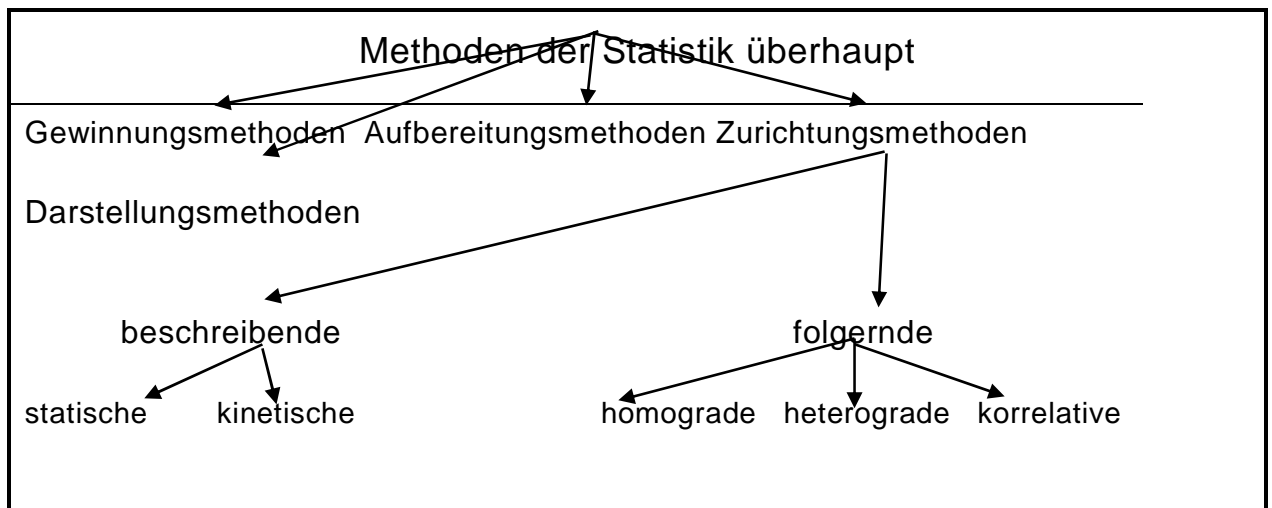 Methoden der Statistik überhaupt
Gewinnungsmethoden Aufbereitungsmethoden Zurichtungsmethoden
Darstellungsmethoden
beschreibende folgernde
statische kinetische homograde heterograde korrelative